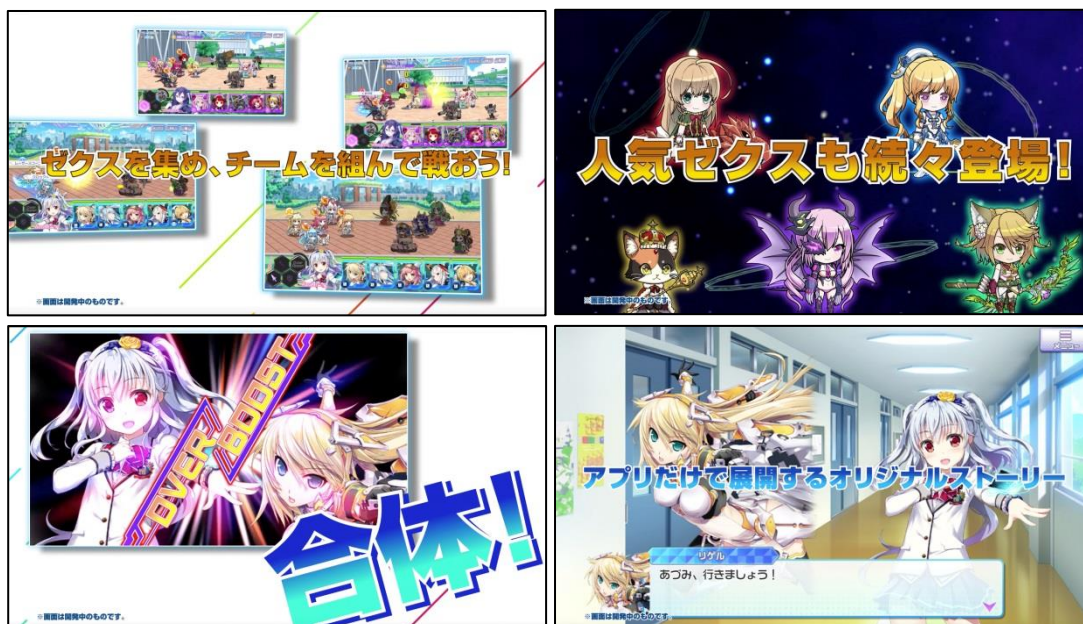 ゼクスを集め、チームを組んで戦おう!
※画面は開発中のものです。
人気ゼクスも続々登場!
※画面は開発中のものです。
OVER
BOOST
合体!
※画面は開発中のものです。
メニュー
アプリだけで展開するオリジナルストーリー
リゲル
あづみ、行きましょう!
※画面は開発中のものです。